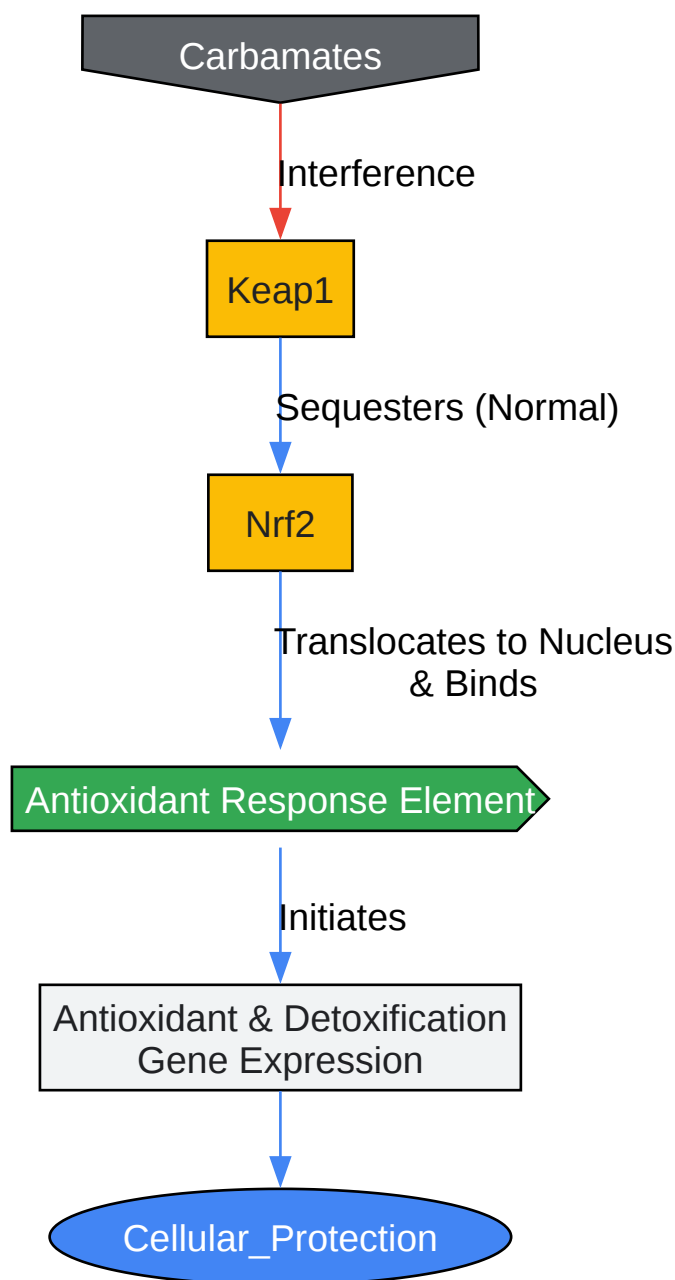 Carbamates
Interference
Keap1
Sequesters (Normal)
Nrf2
Translocates to Nucleus
& Binds
Antioxidant Response Element
Initiates
Antioxidant & Detoxification
Gene Expression
Cellular_Protection